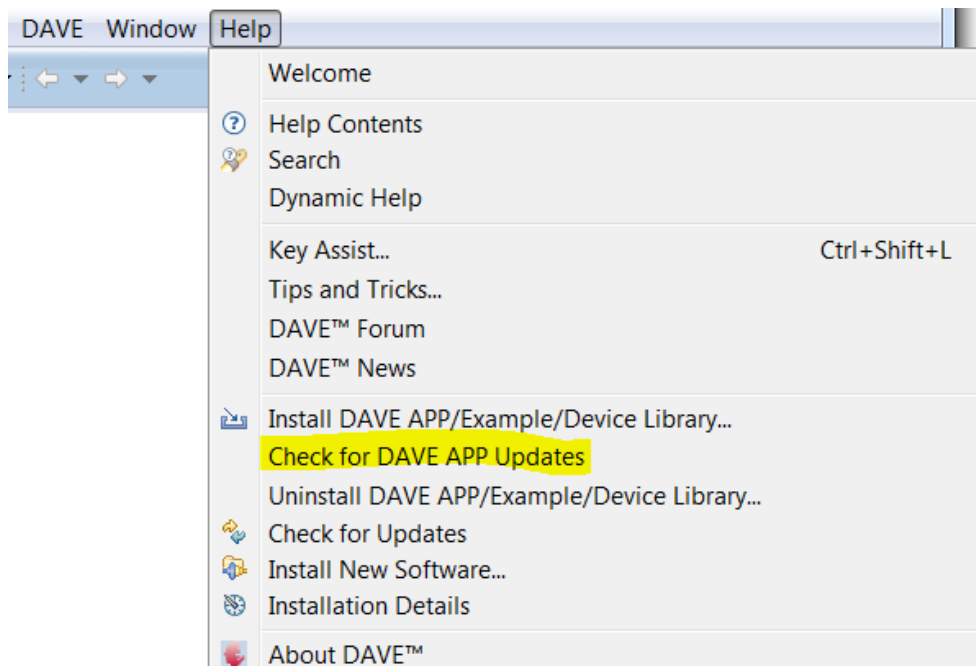 DAVE Window Help
Welcome
Help Contents
Search
Dynamic Help
Key Assist... Ctrl+Shift+L
Tips and Tricks...
DAVE™ Forum
DAVE™ News
Install DAVE APP/Example/Device Library...
Check for DAVE APP Updates
Uninstall DAVE APP/Example/Device Library...
Check for Updates
Install New Software...
Installation Details
About DAVE™